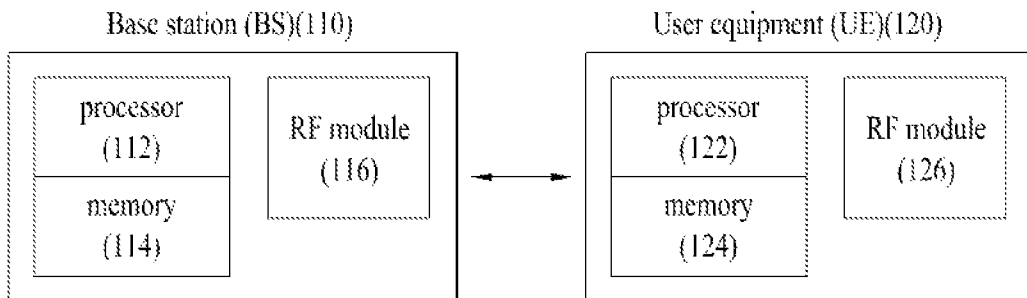 Base station (BS)(110)
processor
(112)
memory
(114)
RF module
(116)
User equipment (UE)(120)
processor
(122)
memory
(124)
RF module
(126)